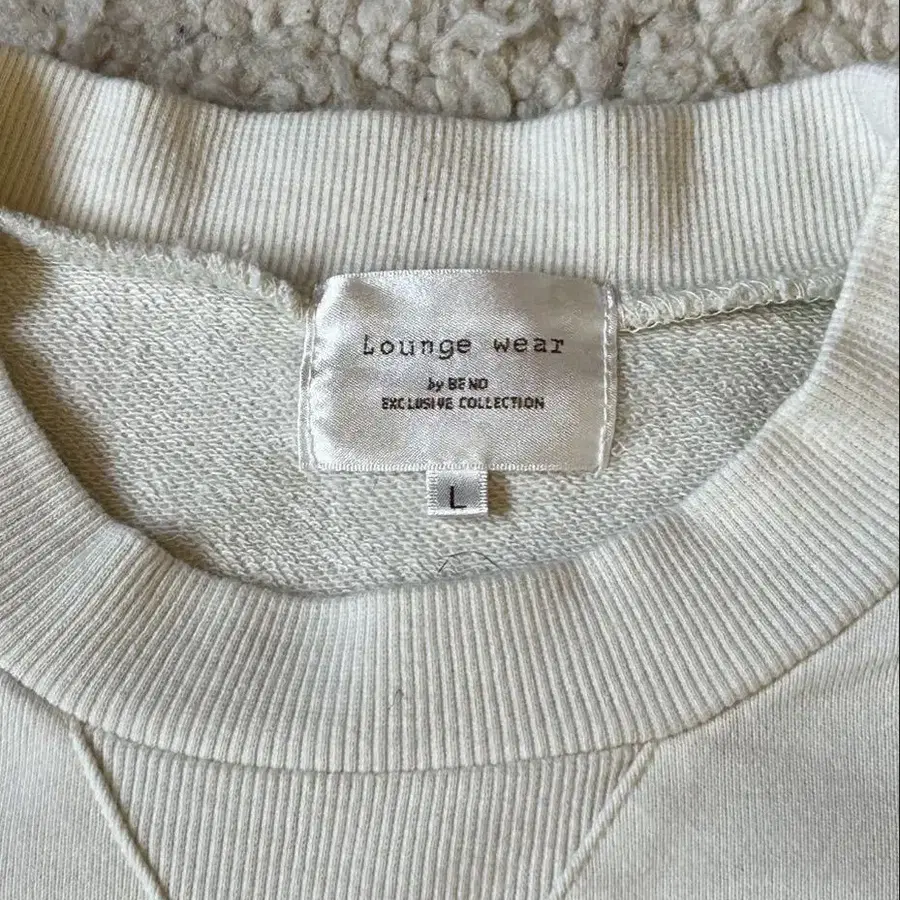 Lounge wear
by BENO
EXCLUSIVE COLLECTION
L